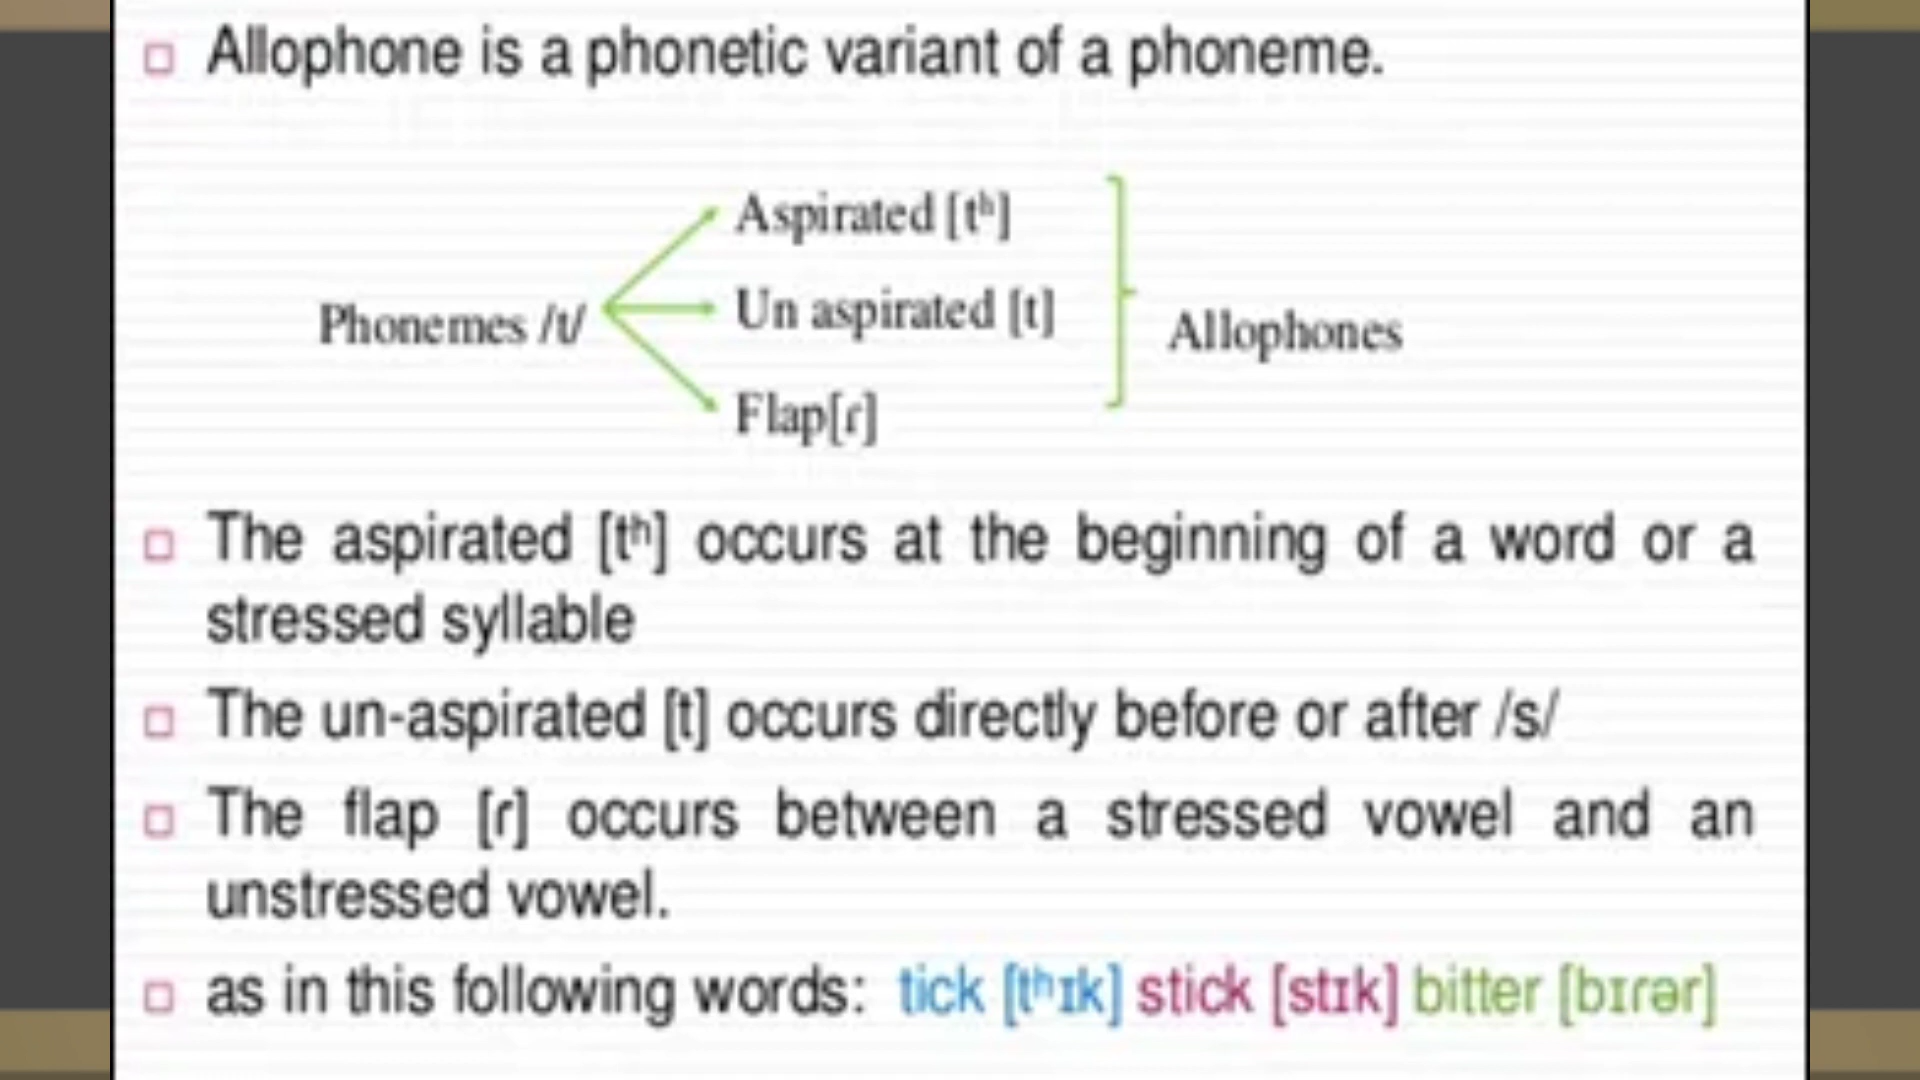 Allophone is a phonetic variant of a phoneme.
Aspirated [tʰ]
Phonemes /t/
Un aspirated [t]
Allophones
Flap[ɾ]
The aspirated [tʰ] occurs at the beginning of a word or a
stressed syllable
The un-aspirated [t] occurs directly before or after /s/
The flap [ɾ] occurs between a stressed vowel and an
unstressed vowel.
as in this following words: tick [tʰɪk] stick [stɪk] bitter [bɪɾər]